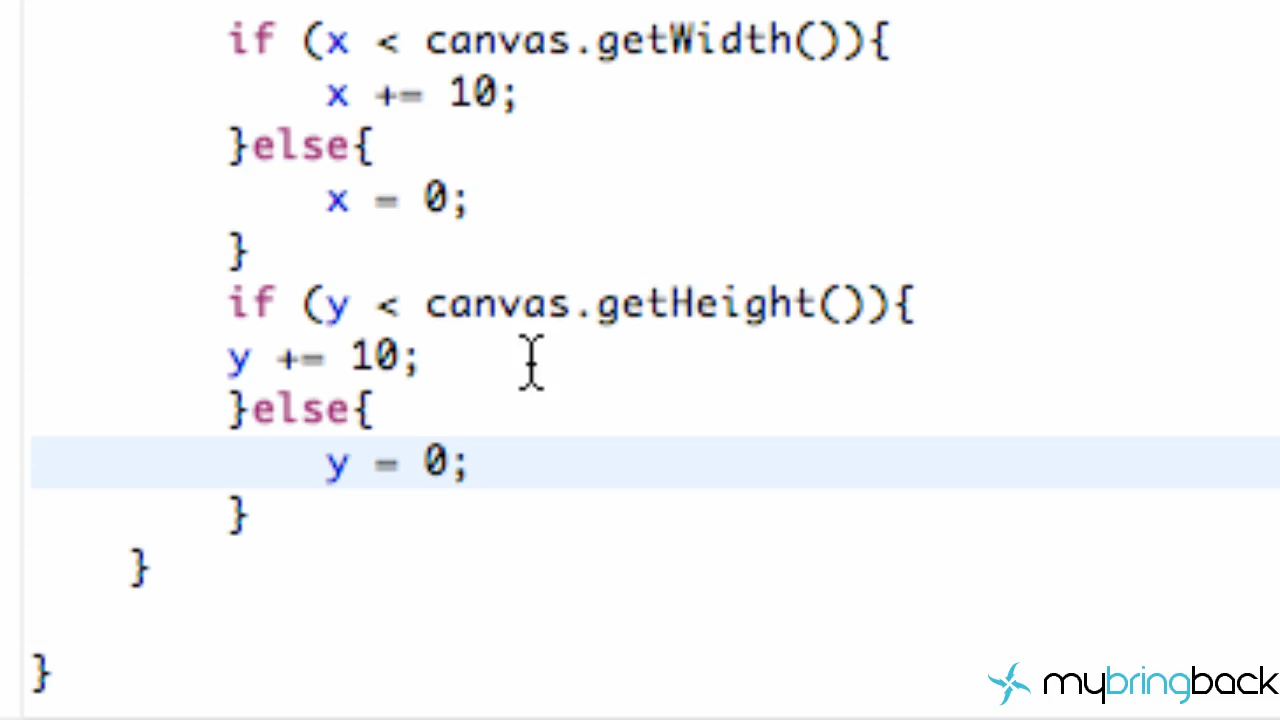 if (x < canvas.getWidth()){
x += 10;
}else{
x = 0;
}
if (y < canvas.getHeight()){
y += 10;
}else{
y = 0;
}
}
}
mybringback